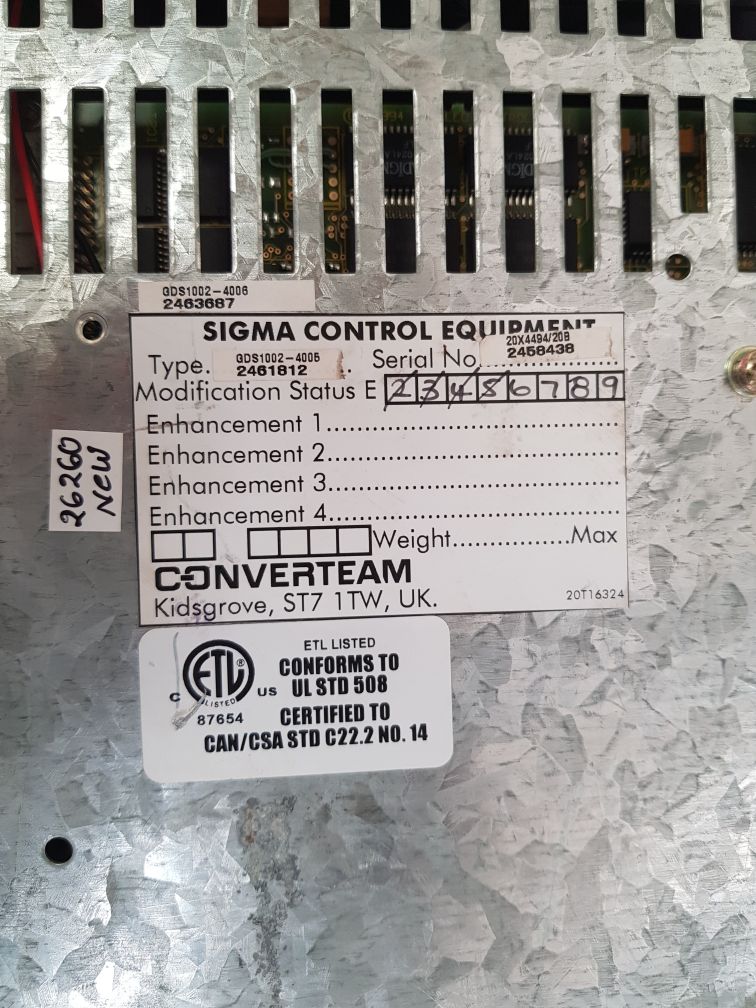 GDS1002-4006
2463687
SIGMA CONTROL EQUIPMENT
Type. GDS1002-4006 2461812 . Serial No. 20X4494/20B 2458438
Modification Status E 2 3 4 5 6 7 8 9
Enhancement 1
Enhancement 2
Enhancement 3
Enhancement 4
Weight................Max
CONVERTEAM
Kidsgrove, ST7 1TW, UK.
20T16324
26260
NEW
ETL LISTED
CONFORMS TO
UL STD 508
C ETL ® US
LISTED
87654
CERTIFIED TO
CAN/CSA STD C22.2 NO. 14